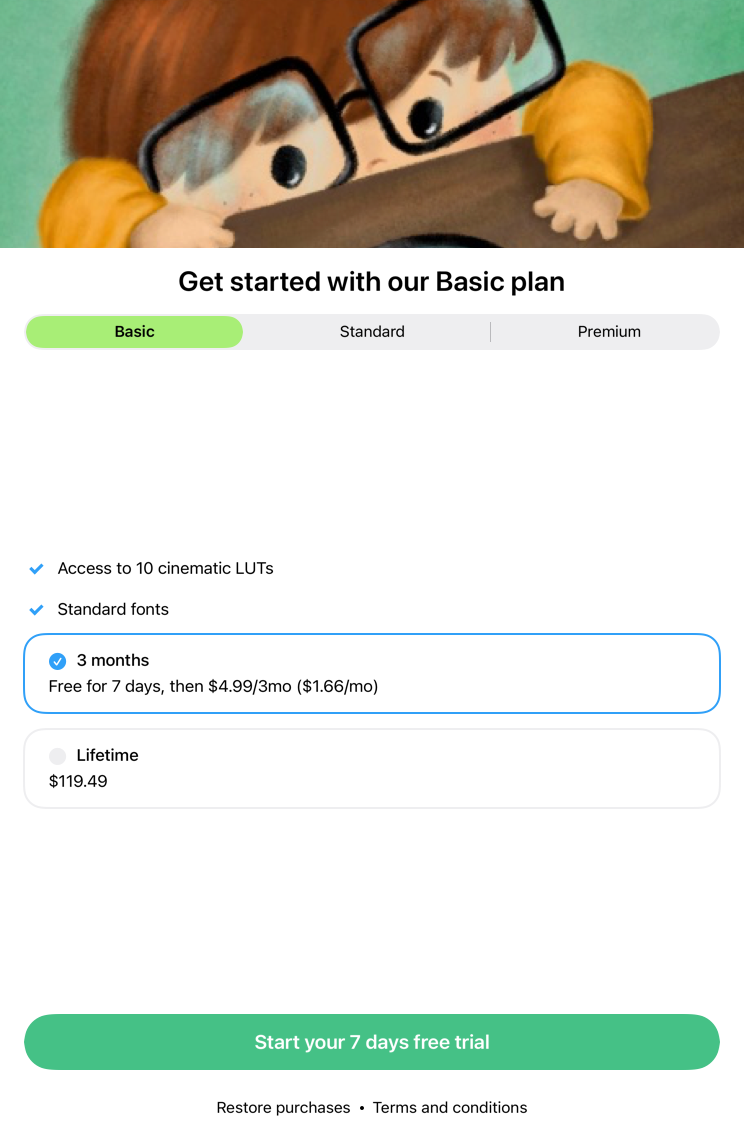 Get started with our Basic plan
Basic Standard Premium
Access to 10 cinematic LUTs
Standard fonts
3 months
Free for 7 days, then $4.99/3mo ($1.66/mo)
Lifetime
$119.49
Start your 7 days free trial
Restore purchases • Terms and conditions